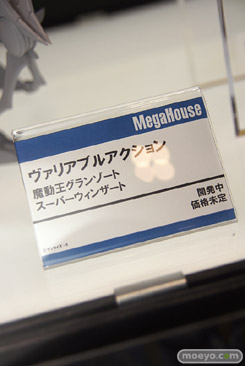 MegaHouse
ヴァリアブルアクション
魔動王グランゾート
スーパーウィンザート
開発中
価格未定
moeyo.com